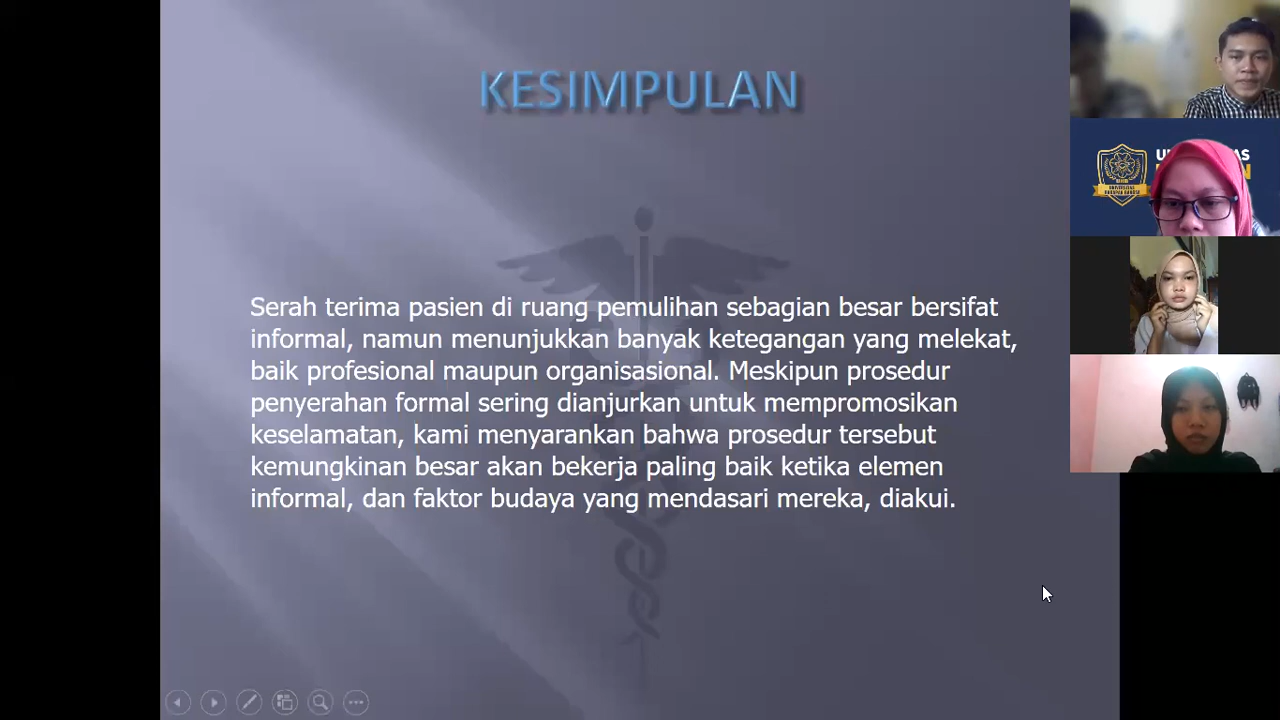 KESIMPULAN
Serah terima pasien di ruang pemulihan sebagian besar bersifat
informal, namun menunjukkan banyak ketegangan yang melekat,
baik profesional maupun organisasional. Meskipun prosedur
penyerahan formal sering dianjurkan untuk mempromosikan
keselamatan, kami menyarankan bahwa prosedur tersebut
kemungkinan besar akan bekerja paling baik ketika elemen
informal, dan faktor budaya yang mendasari mereka, diakui.